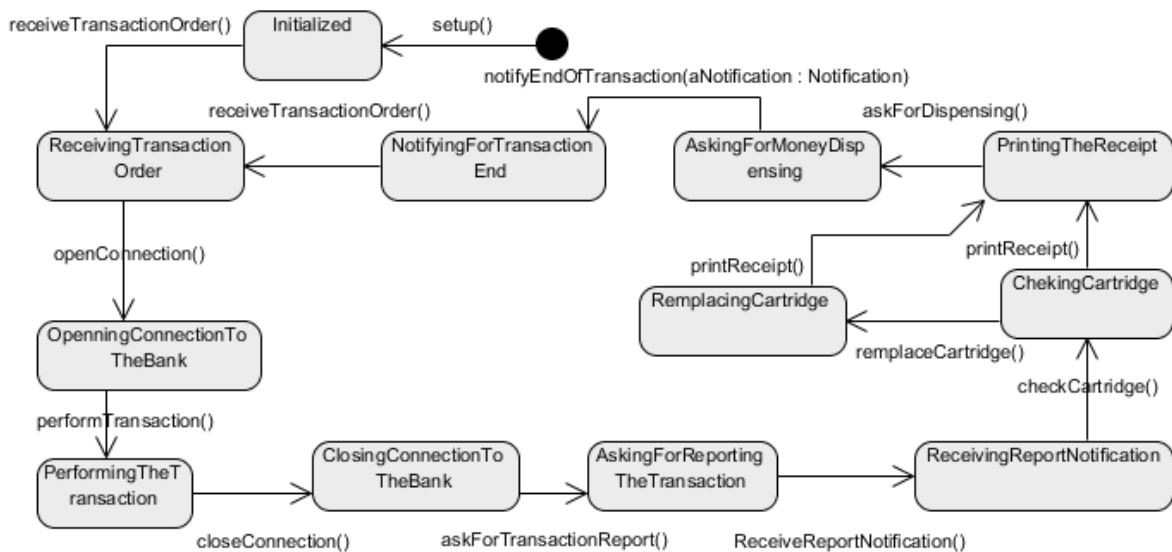 receiveTransactionOrder()
Initialized
setup()
notifyEndOfTransaction(aNotification : Notification)
receiveTransactionOrder()
askForDispensing()
ReceivingTransaction
Order
NotifyingForTransaction
End
AskingForMoneyDisp
ensing
PrintingTheReceipt
openConnection()
printReceipt()
printReceipt()
RemplacingCartridge
ChekingCartridge
OpenningConnectionTo
TheBank
remplaceCartridge()
checkCartridge()
performTransaction()
PerformingTheT
ransaction
ClosingConnectionTo
TheBank
AskingForReporting
TheTransaction
ReceivingReportNotification
closeConnection()
askForTransactionReport()
ReceiveReportNotification()